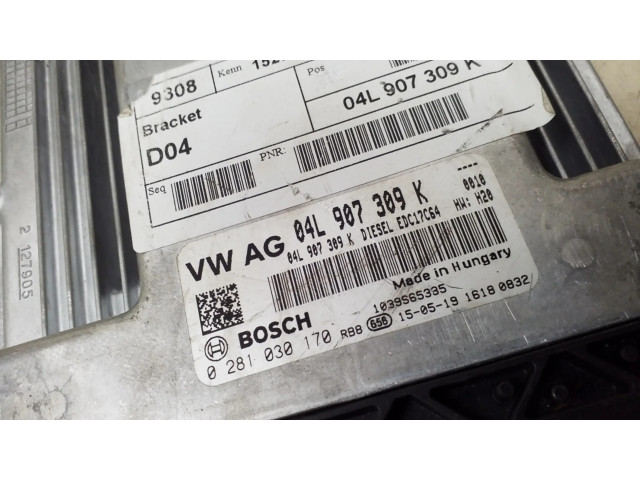 9308
Kenn
Pos
04L 907 309 K
Bracket
D04
Seq
PNR:
VW AG 04L 907 309 K
04L 907 309 K DIESEL EDC17C64
----
0010
HW: H20
Made in Hungary
1039S65335
BOSCH
0 281 030 170 RBB 656 15-05-19 1618 0832
2 127905